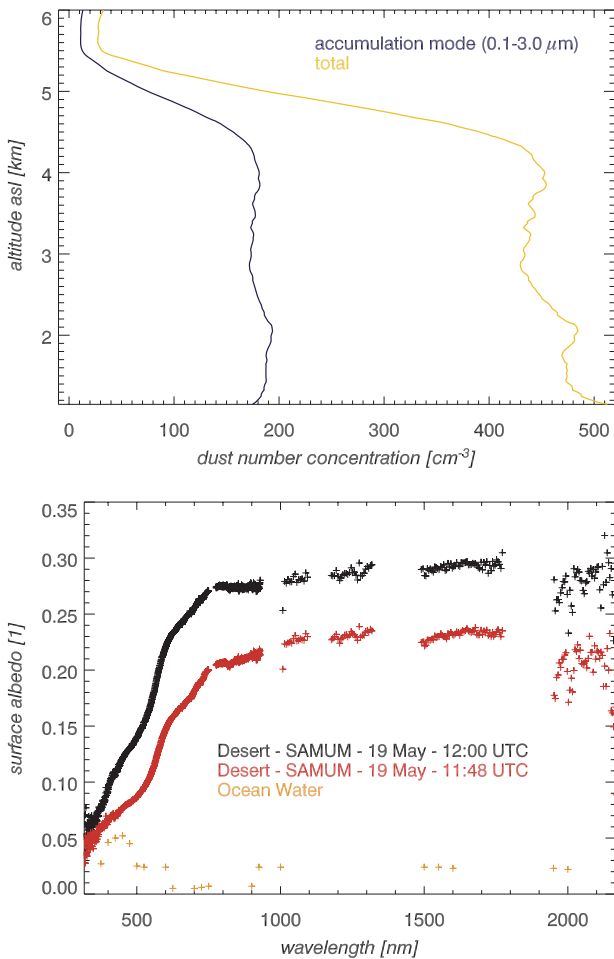 6
accumulation mode (0.1-3.0 μm)
total
5
altitude asl [km]
4
3
2
0 100 200 300 400 500
dust number concentration [cm-3]
0.35
0.30
0.25
0.20
surface albedo [1]
0.15
Desert - SAMUM - 19 May - 12:00 UTC
Desert - SAMUM - 19 May - 11:48 UTC
Ocean Water
0.10
0.05
0.00
500 1000 1500 2000
wavelength [nm]